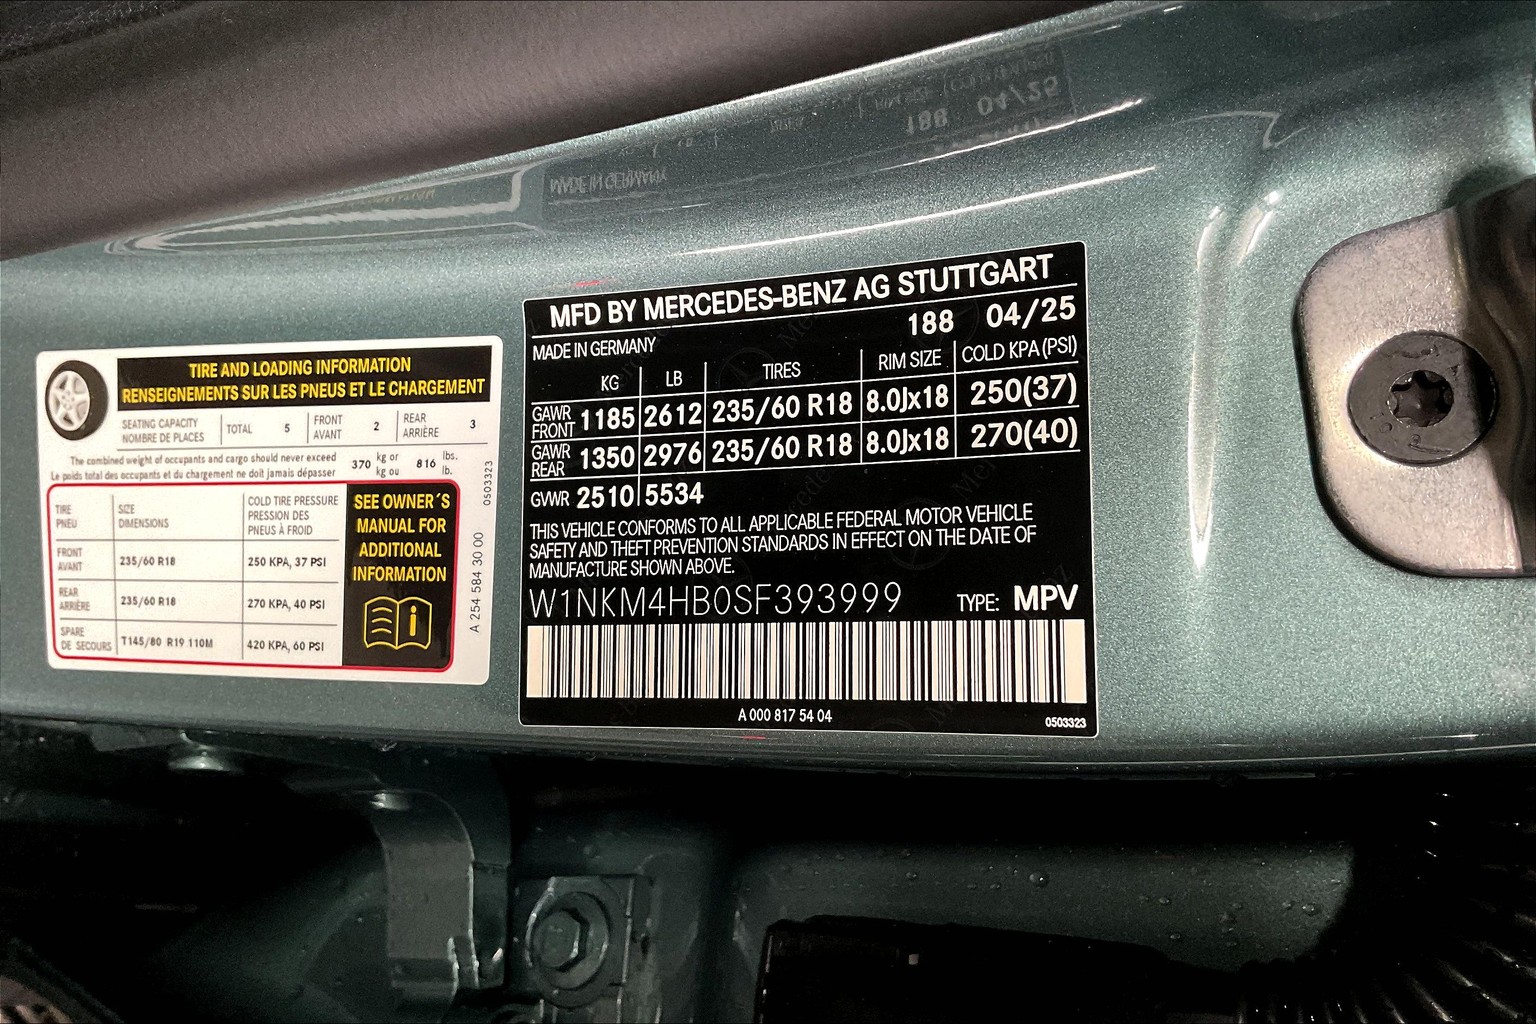 TIRE AND LOADING INFORMATION
RENSEIGNEMENTS SUR LES PNEUS ET LE CHARGEMENT
SEATING CAPACITY
NOMBRE DE PLACES
TOTAL 5
FRONT
AVANT
2
REAR
ARRIÈRE
3
The combined weight of occupants and cargo should never exceed
Le poids total des occupants et du chargement ne doit jamais dépasser
370 kg or
kg ou
816 lbs.
lb.
TIRE
PNEU
SIZE
DIMENSIONS
COLD TIRE PRESSURE
PRESSION DES
PNEUS À FROID
FRONT
AVANT
235/60 R18
250 KPA, 37 PSI
REAR
ARRIÈRE
235/60 R18
270 KPA, 40 PSI
SPARE
DE SECOURS
T145/80 R19 110M
420 KPA, 60 PSI
SEE OWNER´S
MANUAL FOR
ADDITIONAL
INFORMATION
0503323
A 254 584 30 00
MFD BY MERCEDES-BENZ AG STUTTGART
188 04/25
MADE IN GERMANY
KG LB TIRES RIM SIZE COLD KPA(PSI)
GAWR
FRONT
1185 2612 235/60 R18 8.0Jx18 250(37)
GAWR
REAR
1350 2976 235/60 R18 8.0Jx18 270(40)
GVWR 2510 5534
THIS VEHICLE CONFORMS TO ALL APPLICABLE FEDERAL MOTOR VEHICLE
SAFETY AND THEFT PREVENTION STANDARDS IN EFFECT ON THE DATE OF
MANUFACTURE SHOWN ABOVE.
W1NKM4HB0SF393999 TYPE: MPV
A 000 817 54 04
0503323